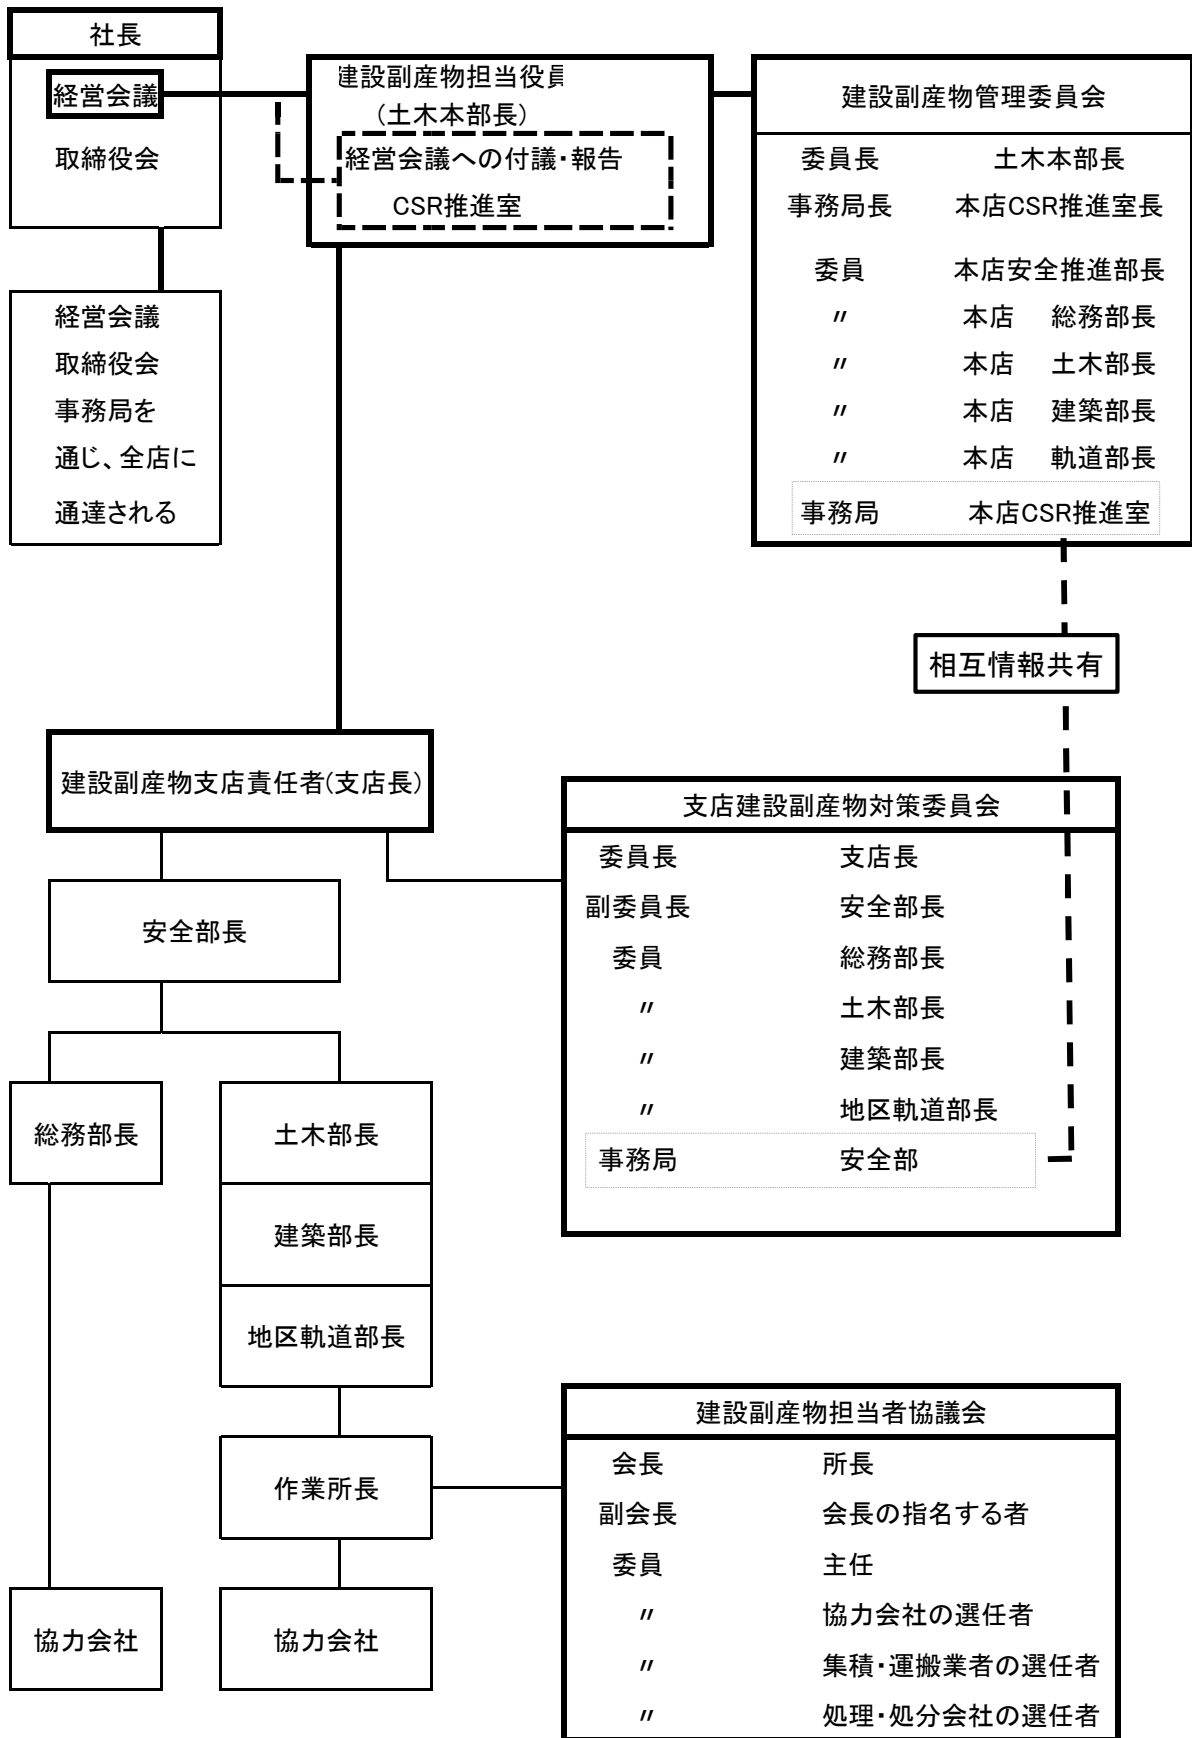 社長
経営会議
取締役会
建設副産物担当役員
(土木本部長)
経営会議への付議・報告
CSR推進室
建設副産物管理委員会
委員長 土木本部長
事務局長 本店CSR推進室長
委員 本店安全推進部長
〃 本店 総務部長
〃 本店 土木部長
〃 本店 建築部長
〃 本店 軌道部長
事務局 本店CSR推進室
経営会議
取締役会
事務局を
通じ、全店に
通達される
相互情報共有
建設副産物支店責任者(支店長)
支店建設副産物対策委員会
委員長 支店長
副委員長 安全部長
委員 総務部長
〃 土木部長
〃 建築部長
〃 地区軌道部長
事務局 安全部
安全部長
総務部長
土木部長
建築部長
地区軌道部長
作業所長
協力会社
協力会社
建設副産物担当者協議会
会長 所長
副会長 会長の指名する者
委員 主任
〃 協力会社の選任者
〃 集積・運搬業者の選任者
〃 処理・処分会社の選任者